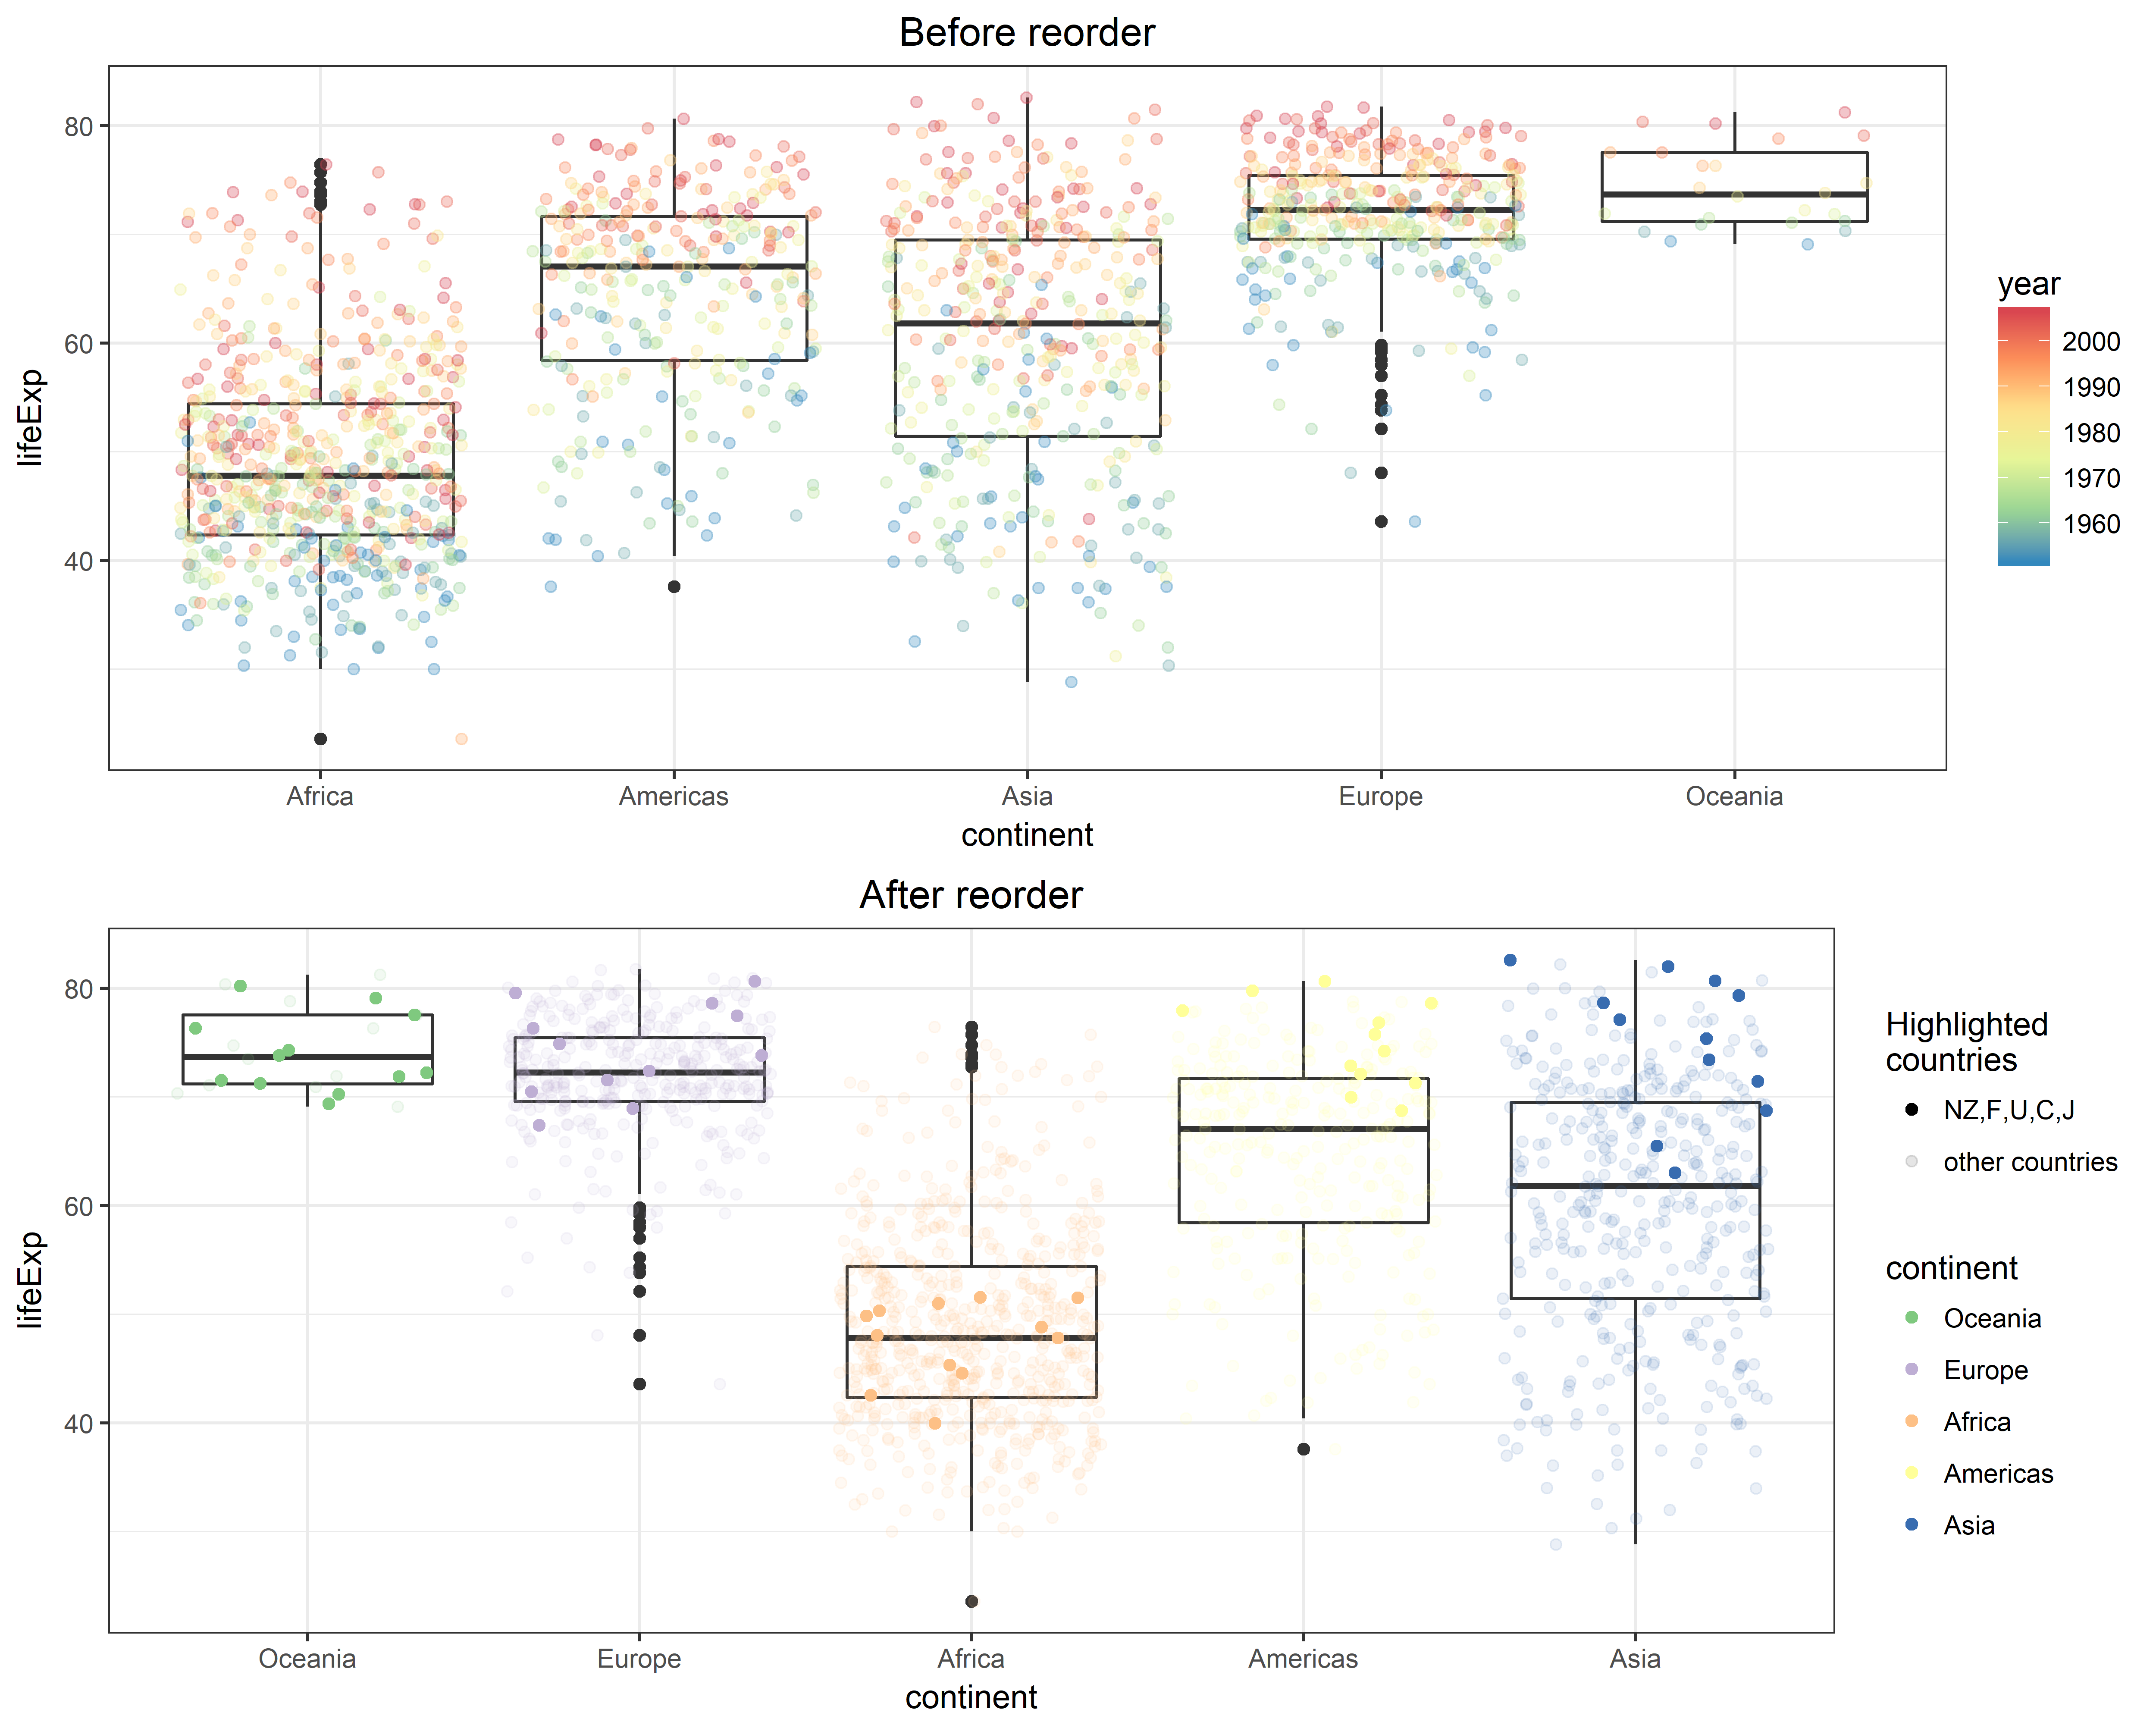 Before reorder
lifeExp
80
60
40
Africa
Americas
Asia
Europe
Oceania
continent
year
2000
1990
1980
1970
1960
After reorder
lifeExp
80
60
40
Oceania
Europe
Africa
Americas
Asia
continent
Highlighted
countries
NZ,F,U,C,J
other countries
continent
Oceania
Europe
Africa
Americas
Asia